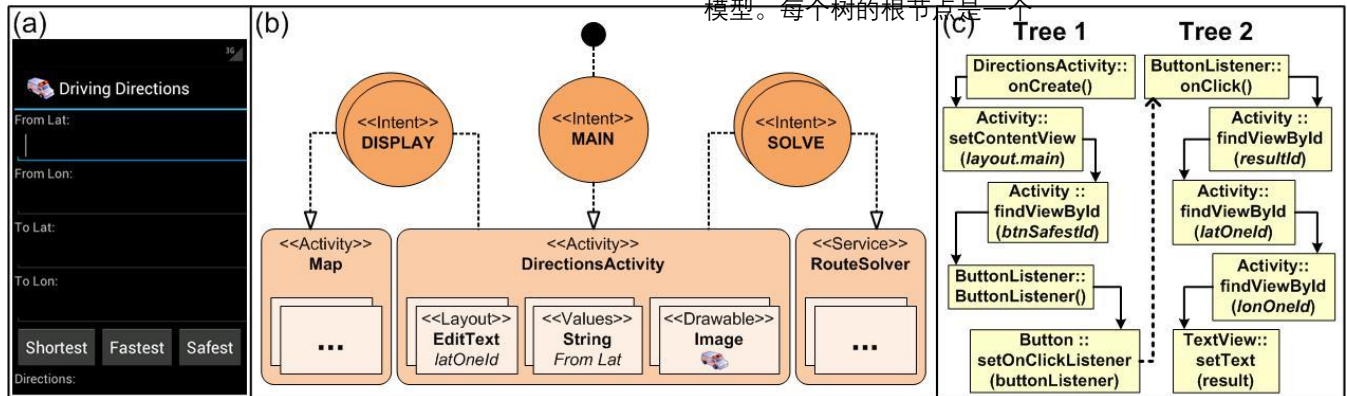 模型。每个树的根节点是一个
(a)
3G
Driving Directions
From Lat:
From Lon:
To Lat:
To Lon:
Shortest Fastest Safest
Directions:
(b)
<<Intent>>
DISPLAY
<<Intent>>
MAIN
<<Intent>>
SOLVE
<<Activity>>
Map
...
<<Activity>>
DirectionsActivity
<<Layout>>
EditText
latOneId
<<Values>>
String
From Lat
<<Drawable>>
Image
<<Service>>
RouteSolver
...
(c)
Tree 1
DirectionsActivity::
onCreate()
Activity::
setContentView
(layout.main)
Activity ::
findViewById
(btnSafestId)
ButtonListener::
ButtonListener()
Button ::
setOnClickListener
(buttonListener)
Tree 2
ButtonListener::
onClick()
Activity ::
findViewById
(resultId)
Activity::
findViewById
(latOneId)
Activity::
findViewById
(lonOneId)
TextView::
setText
(result)